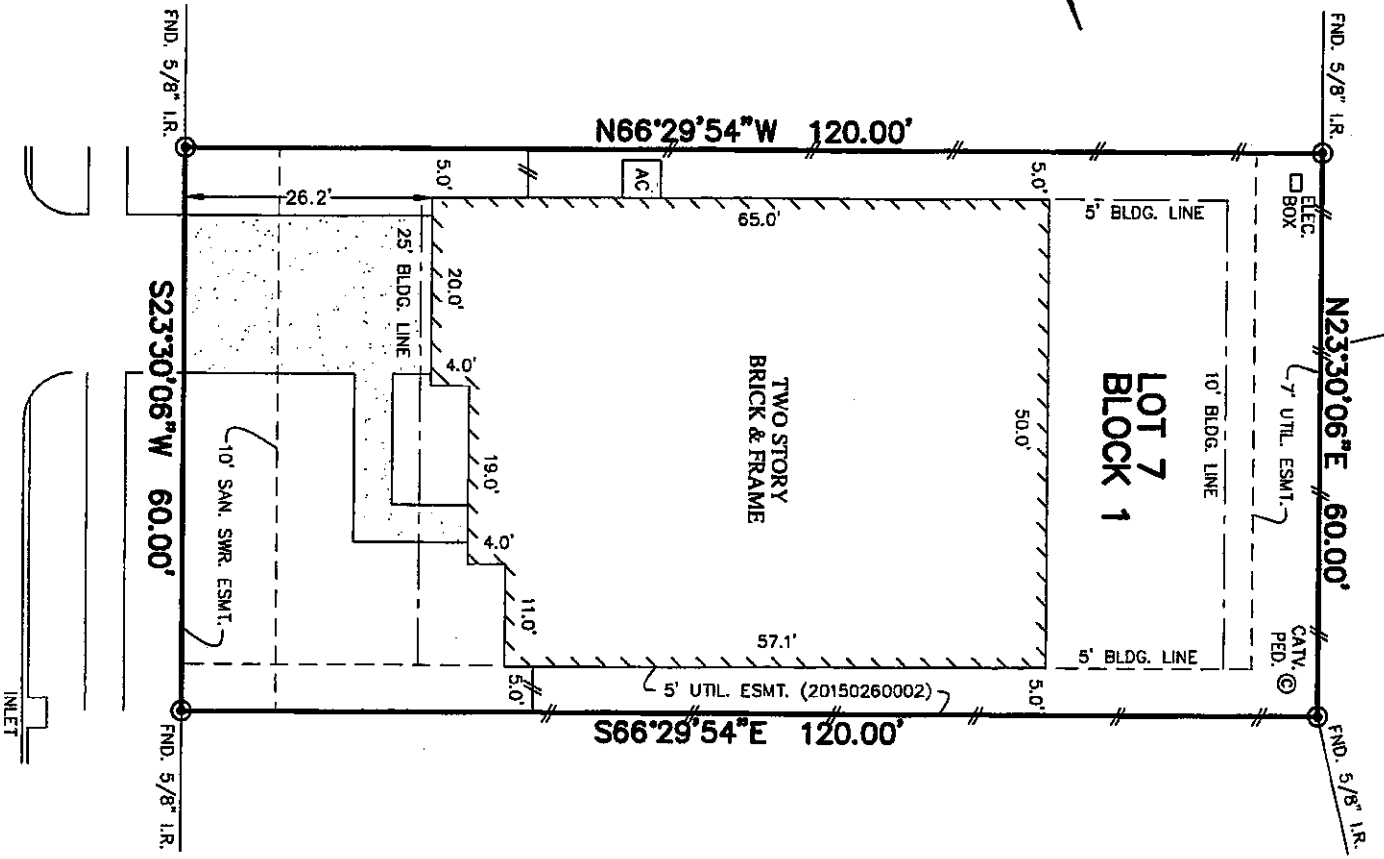 FND. 5/8" I.R.
FND. 5/8" I.R.
N66°29'54"W 120.00'
ELEC.
BOX
AC
5.0'
5.0'
26.2'
65.0'
5' BLDG. LINE
25' BLDG. LINE
20.0'
4.0'
N23°30'06"E 60.00'
7' UTIL. ESMT.
10' BLDG. LINE
LOT 7
BLOCK 1
TWO STORY
BRICK & FRAME
50.0'
S23°30'06"W 60.00'
10' SAN. SWR. ESMT.
19.0'
4.0'
11.0'
57.1'
5' BLDG. LINE
CATV.
PED. ©
5.0'
5' UTIL. ESMT. (20150260002)
5.0'
S66°29'54"E 120.00'
INLET
FND. 5/8" I.R.
FND. 5/8" I.R.